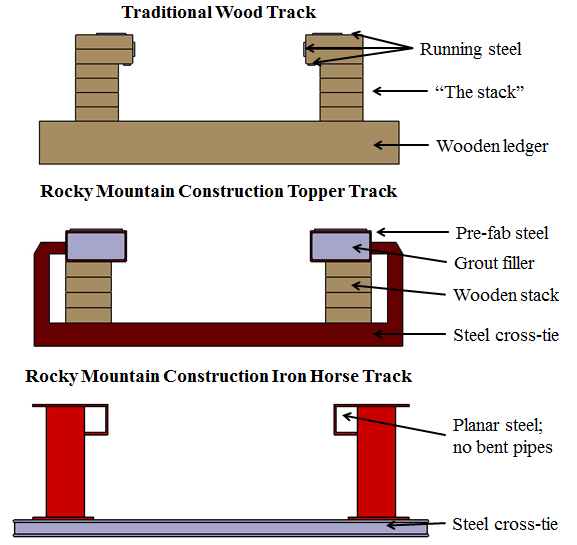 Traditional Wood Track
Running steel
“The stack”
Wooden ledger
Rocky Mountain Construction Topper Track
Pre-fab steel
Grout filler
Wooden stack
Steel cross-tie
Rocky Mountain Construction Iron Horse Track
Planar steel;
no bent pipes
Steel cross-tie